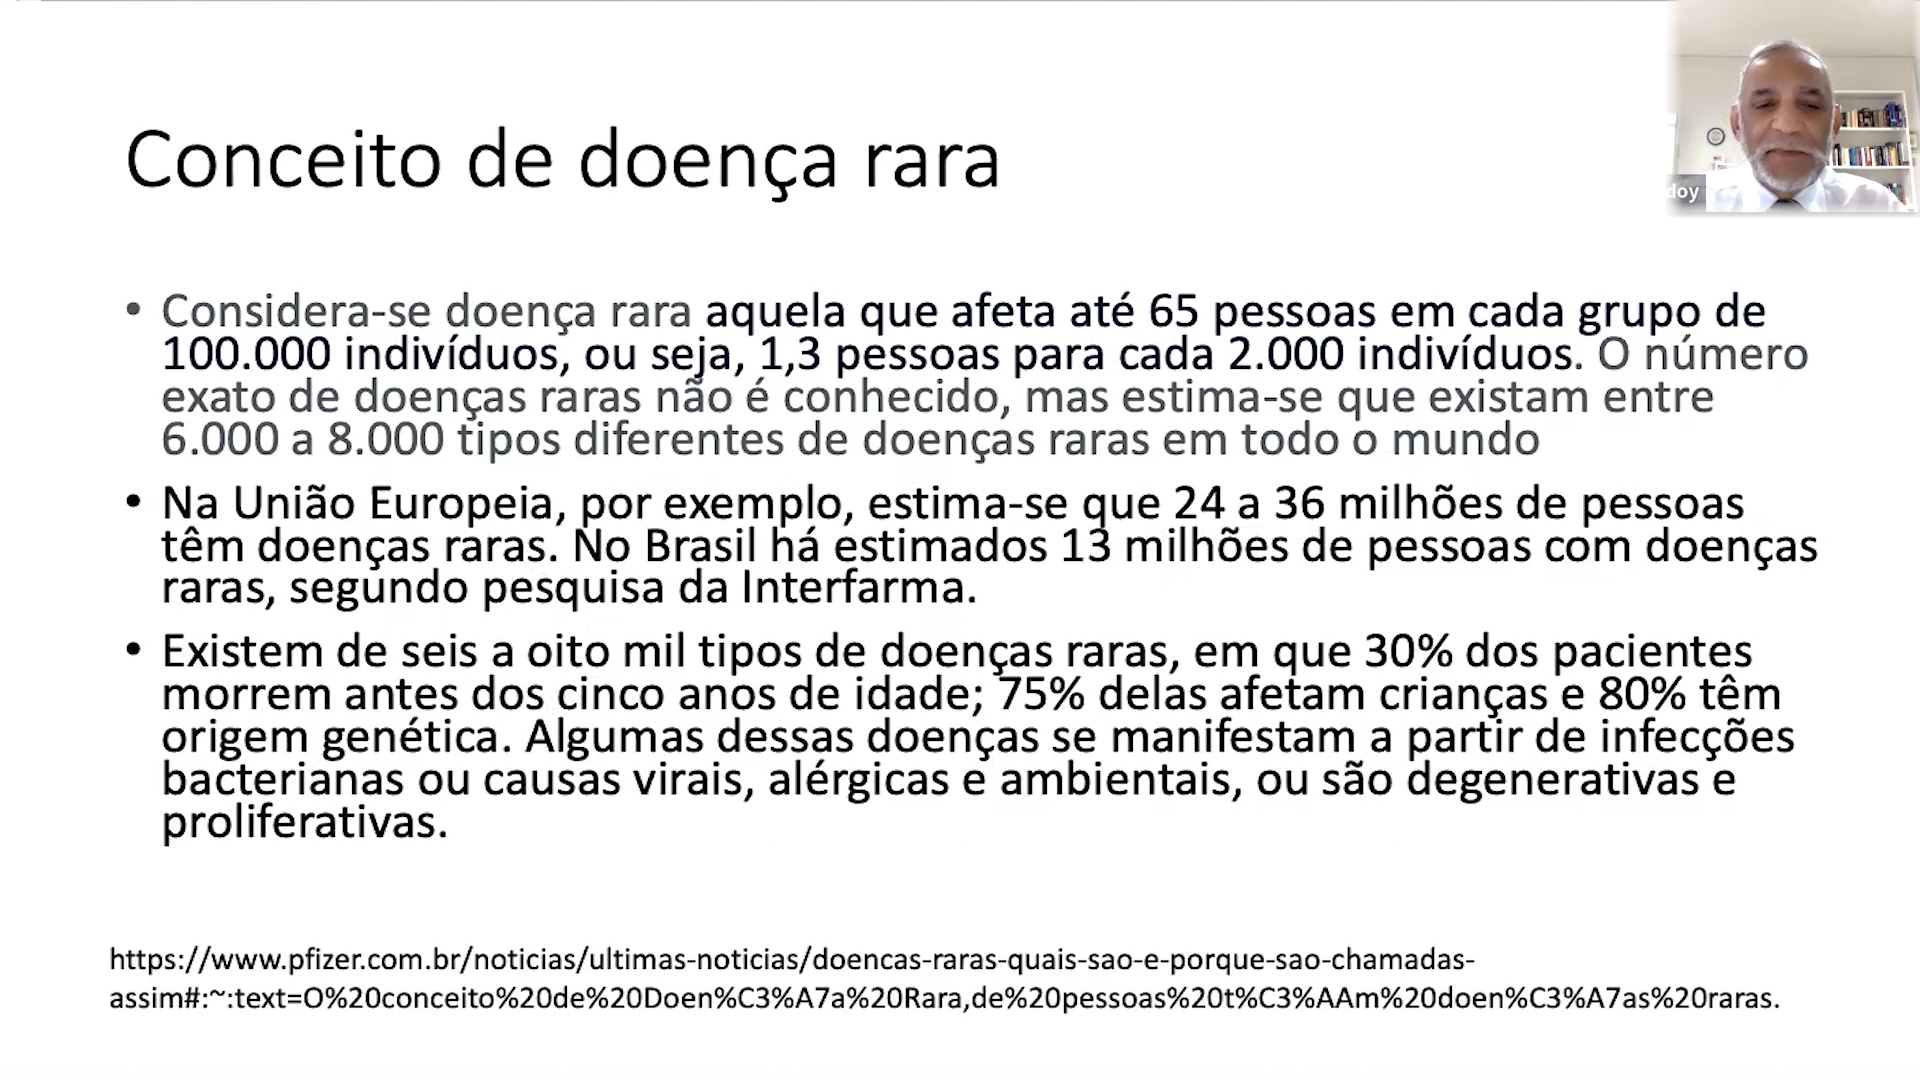 Conceito de doença rara
doy
• Considera-se doença rara aquela que afeta até 65 pessoas em cada grupo de
100.000 indivíduos, ou seja, 1,3 pessoas para cada 2.000 indivíduos. O número
exato de doenças raras não é conhecido, mas estima-se que existam entre
6.000 a 8.000 tipos diferentes de doenças raras em todo o mundo
• Na União Europeia, por exemplo, estima-se que 24 a 36 milhões de pessoas
têm doenças raras. No Brasil há estimados 13 milhões de pessoas com doenças
raras, segundo pesquisa da Interfarma.
• Existem de seis a oito mil tipos de doenças raras, em que 30% dos pacientes
morrem antes dos cinco anos de idade; 75% delas afetam crianças e 80% têm
origem genética. Algumas dessas doenças se manifestam a partir de infecções
bacterianas ou causas virais, alérgicas e ambientais, ou são degenerativas e
proliferativas.
https://www.pfizer.com.br/noticias/ultimas-noticias/doencas-raras-quais-sao-e-porque-sao-chamadas-
assim#:~:text=O%20conceito%20de%20Doen%C3%A7a%20Rara,de%20pessoas%20t%C3%AAm%20doen%C3%A7as%20raras.